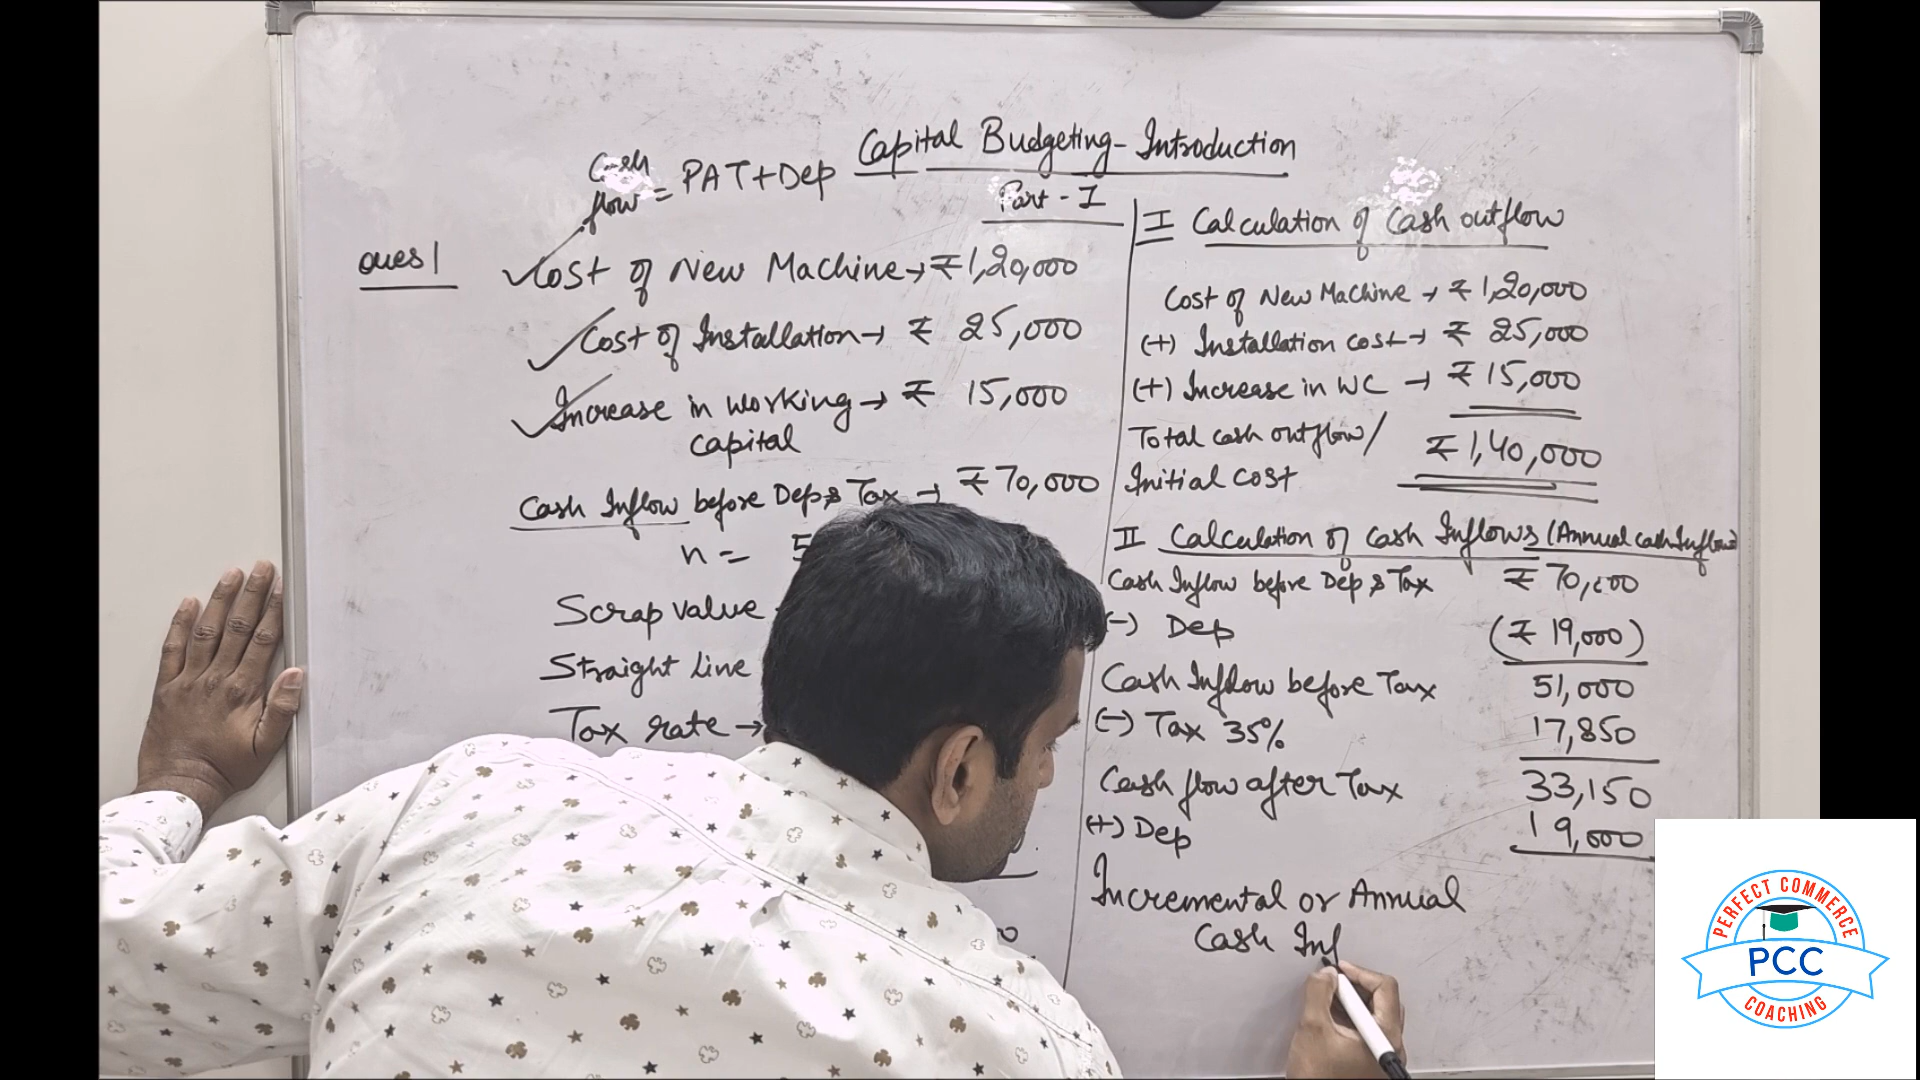 Capital Budgeting - Introduction
Part - I
Cash flow = PAT + Dep
Ques 1
Cost of New Machine → ₹ 1,20,000
Cost of Installation → ₹ 25,000
Increase in working → ₹ 15,000
capital
Cash Inflow before Dep & Tax → ₹ 70,000
n = 5
Scrap value
Straight Line
Tax rate →
I Calculation of Cash outflow
Cost of New Machine → ₹ 1,20,000
(+) Installation cost → ₹ 25,000
(+) Increase in WC → ₹ 15,000
Total cash outflow/
Initial cost ₹ 1,40,000
II Calculation of Cash Inflows (Annual cash Inflow)
Cash Inflow before Dep & Tax ₹ 70,000
(-) Dep (₹ 19,000)
Cash Inflow before Tax 51,000
(-) Tax 35% 17,850
Cash flow after Tax 33,150
(+) Dep 19,000
Incremental or Annual
Cash Inf
PERFECT COMMERCE
PCC
COACHING